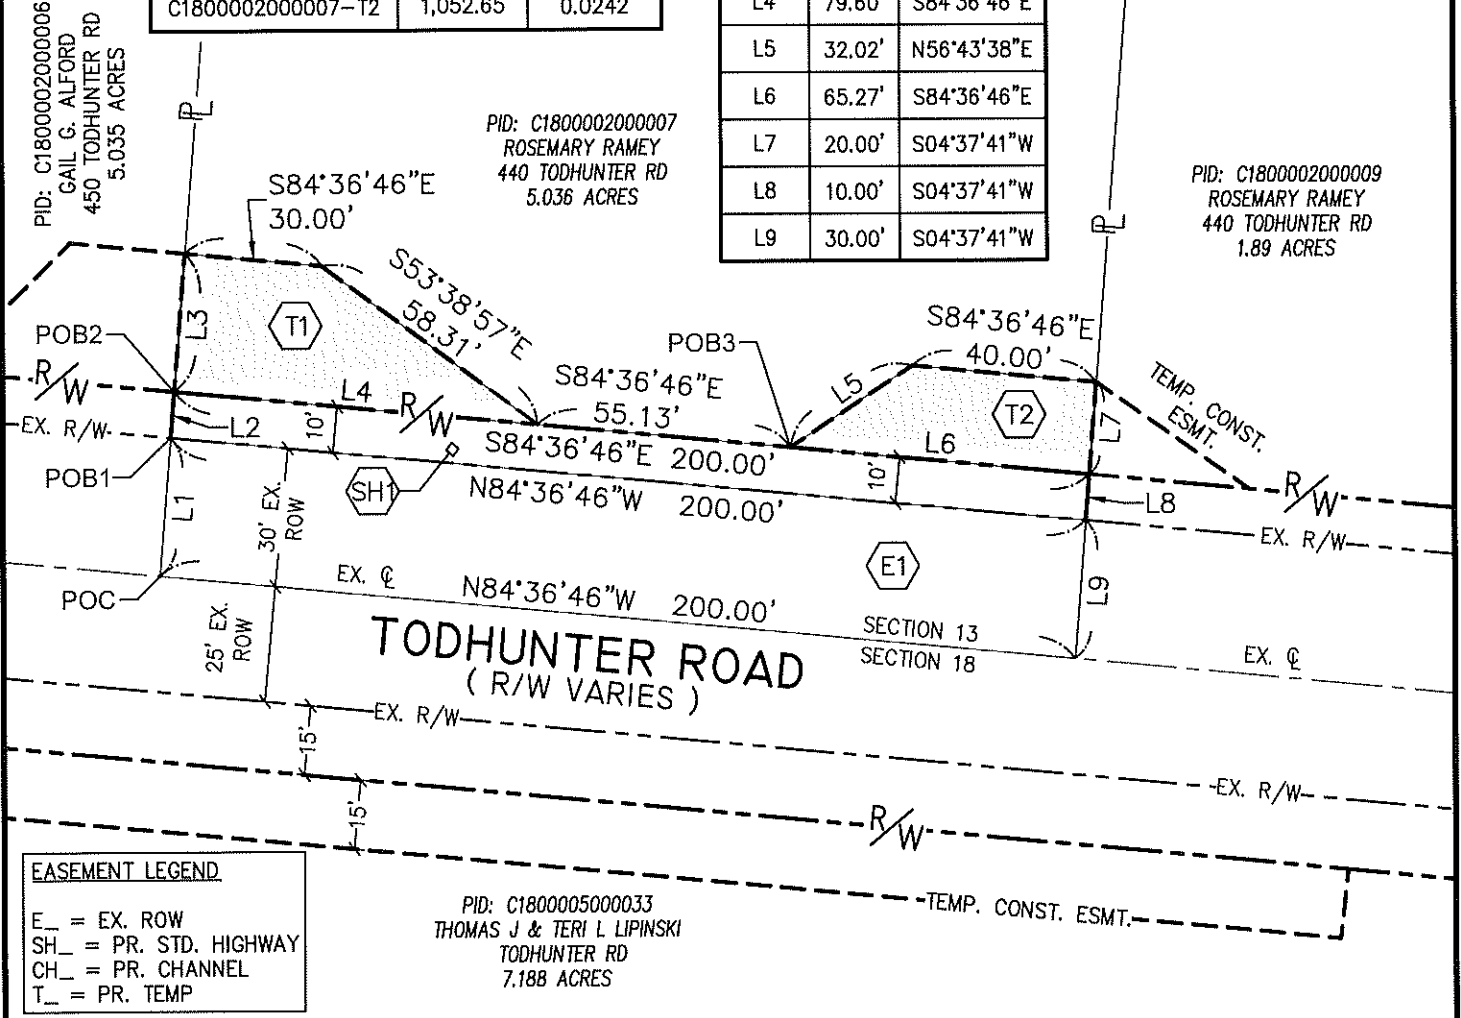 C1800002000007-T2 1,052.65 0.0242
L4 79.60' S84°36'46"E
L5 32.02' N56°43'38"E
L6 65.27' S84°36'46"E
L7 20.00' S04°37'41"W
L8 10.00' S04°37'41"W
L9 30.00' S04°37'41"W
PID: C1800002000006
GAIL G. ALFORD
450 TODHUNTER RD
5.035 ACRES
PL
PID: C1800002000007
ROSEMARY RAMEY
440 TODHUNTER RD
5.036 ACRES
PL
PID: C1800002000009
ROSEMARY RAMEY
440 TODHUNTER RD
1.89 ACRES
S84°36'46"E
30.00'
S53°38'57"E
58.31'
T1
L3
POB2
R/W
L4
R/W
10'
L2
EX. R/W
POB1
L1
SH1
30' EX.
ROW
POC
S84°36'46"E
55.13'
POB3
L5
S84°36'46"E
40.00'
T2
L7
L6
10'
TEMP. CONST.
ESMT.
R/W
L8
EX. R/W
S84°36'46"E 200.00'
N84°36'46"W 200.00'
E1
L9
EX. CL
N84°36'46"W 200.00'
SECTION 13
SECTION 18
EX. CL
25' EX.
ROW
TODHUNTER ROAD
( R/W VARIES )
EX. R/W
15'
EX. R/W
15'
R/W
TEMP. CONST. ESMT.
EASEMENT LEGEND
E_ = EX. ROW
SH_ = PR. STD. HIGHWAY
CH_ = PR. CHANNEL
T_ = PR. TEMP
PID: C1800005000033
THOMAS J & TERI L LIPINSKI
TODHUNTER RD
7.188 ACRES